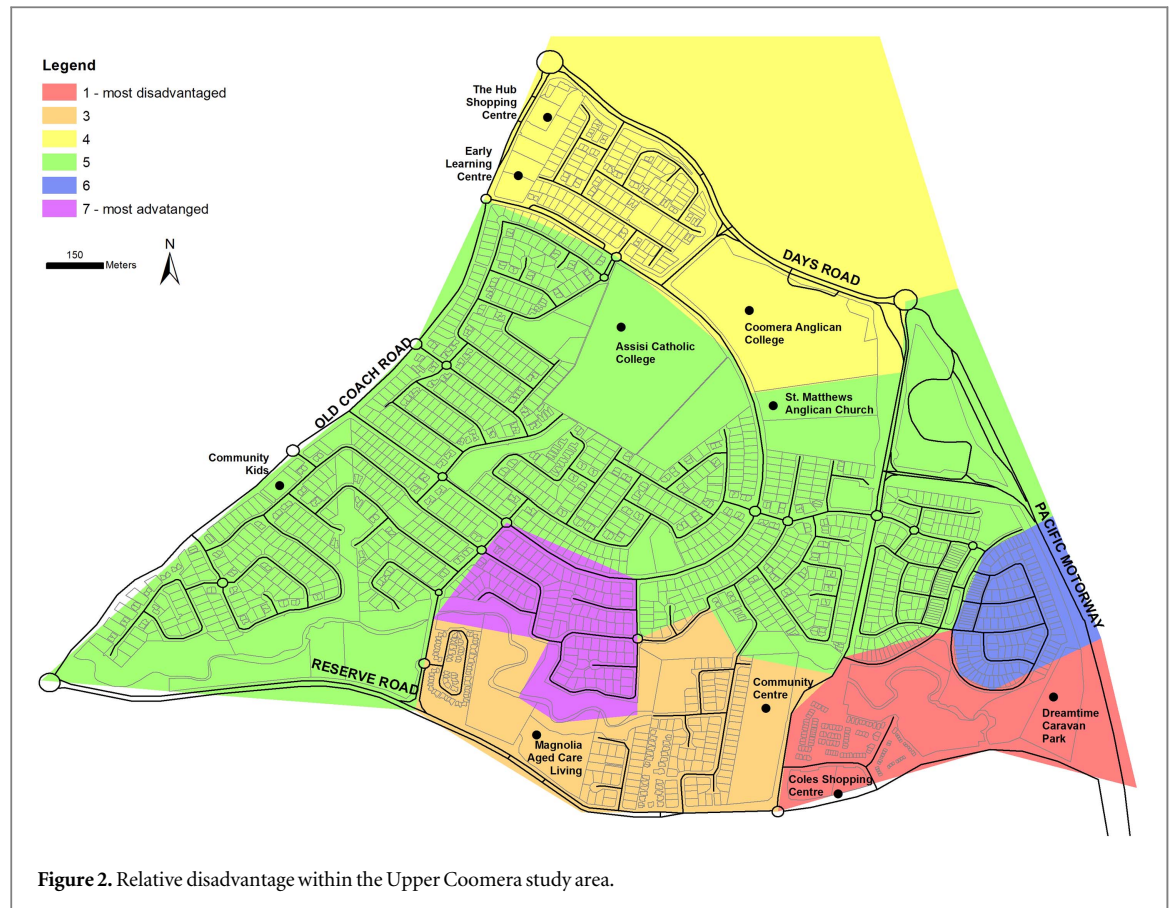 Legend
1 - most disadvantaged
3
4
5
6
7 - most advatanged
150
Meters
N
The Hub
Shopping
Centre
Early
Learning
Centre
DAYS ROAD
Coomera Anglican
College
Assisi Catholic
College
St. Matthews
Anglican Church
OLD COACH ROAD
Community
Kids
PACIFIC MOTORWAY
RESERVE ROAD
Community
Centre
Dreamtime
Caravan
Park
Magnolia
Aged Care
Living
Coles Shopping
Centre
Figure 2. Relative disadvantage within the Upper Coomera study area.